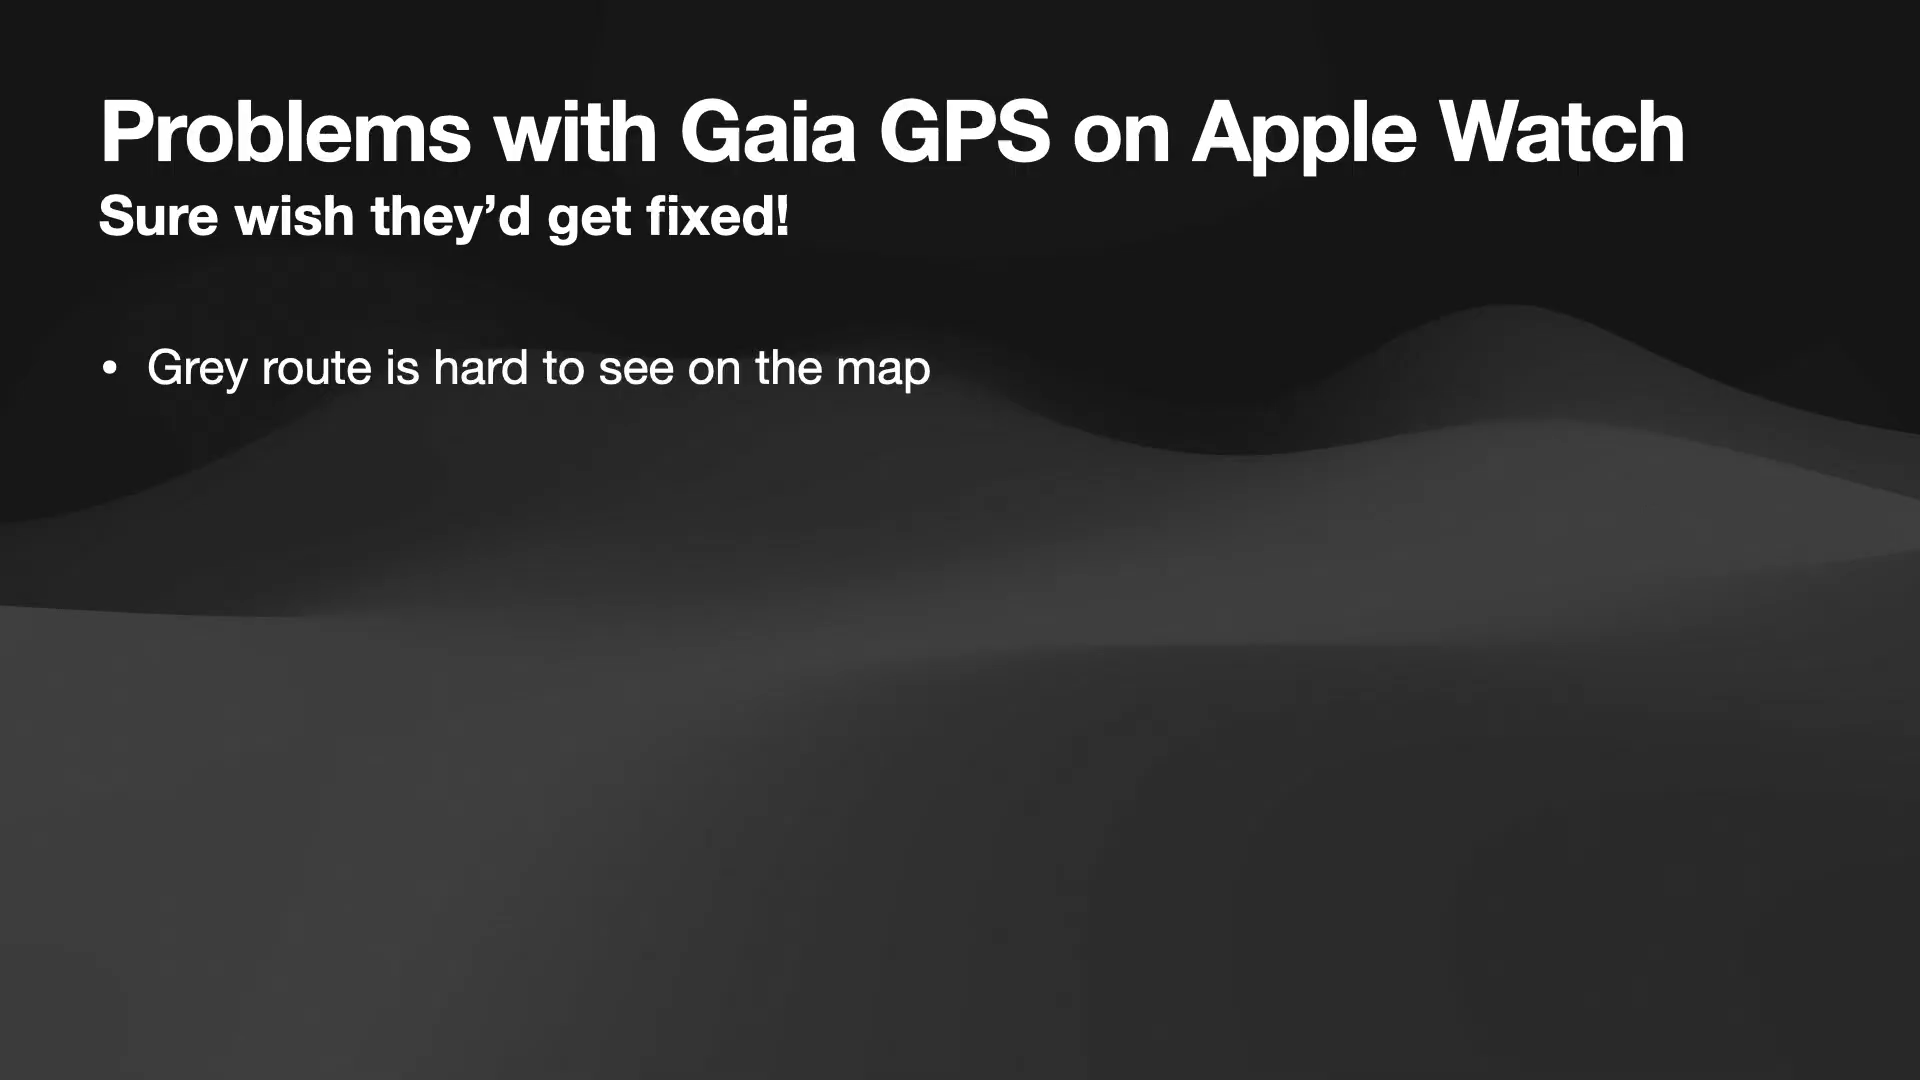 Problems with Gaia GPS on Apple Watch
Sure wish they’d get fixed!
• Grey route is hard to see on the map